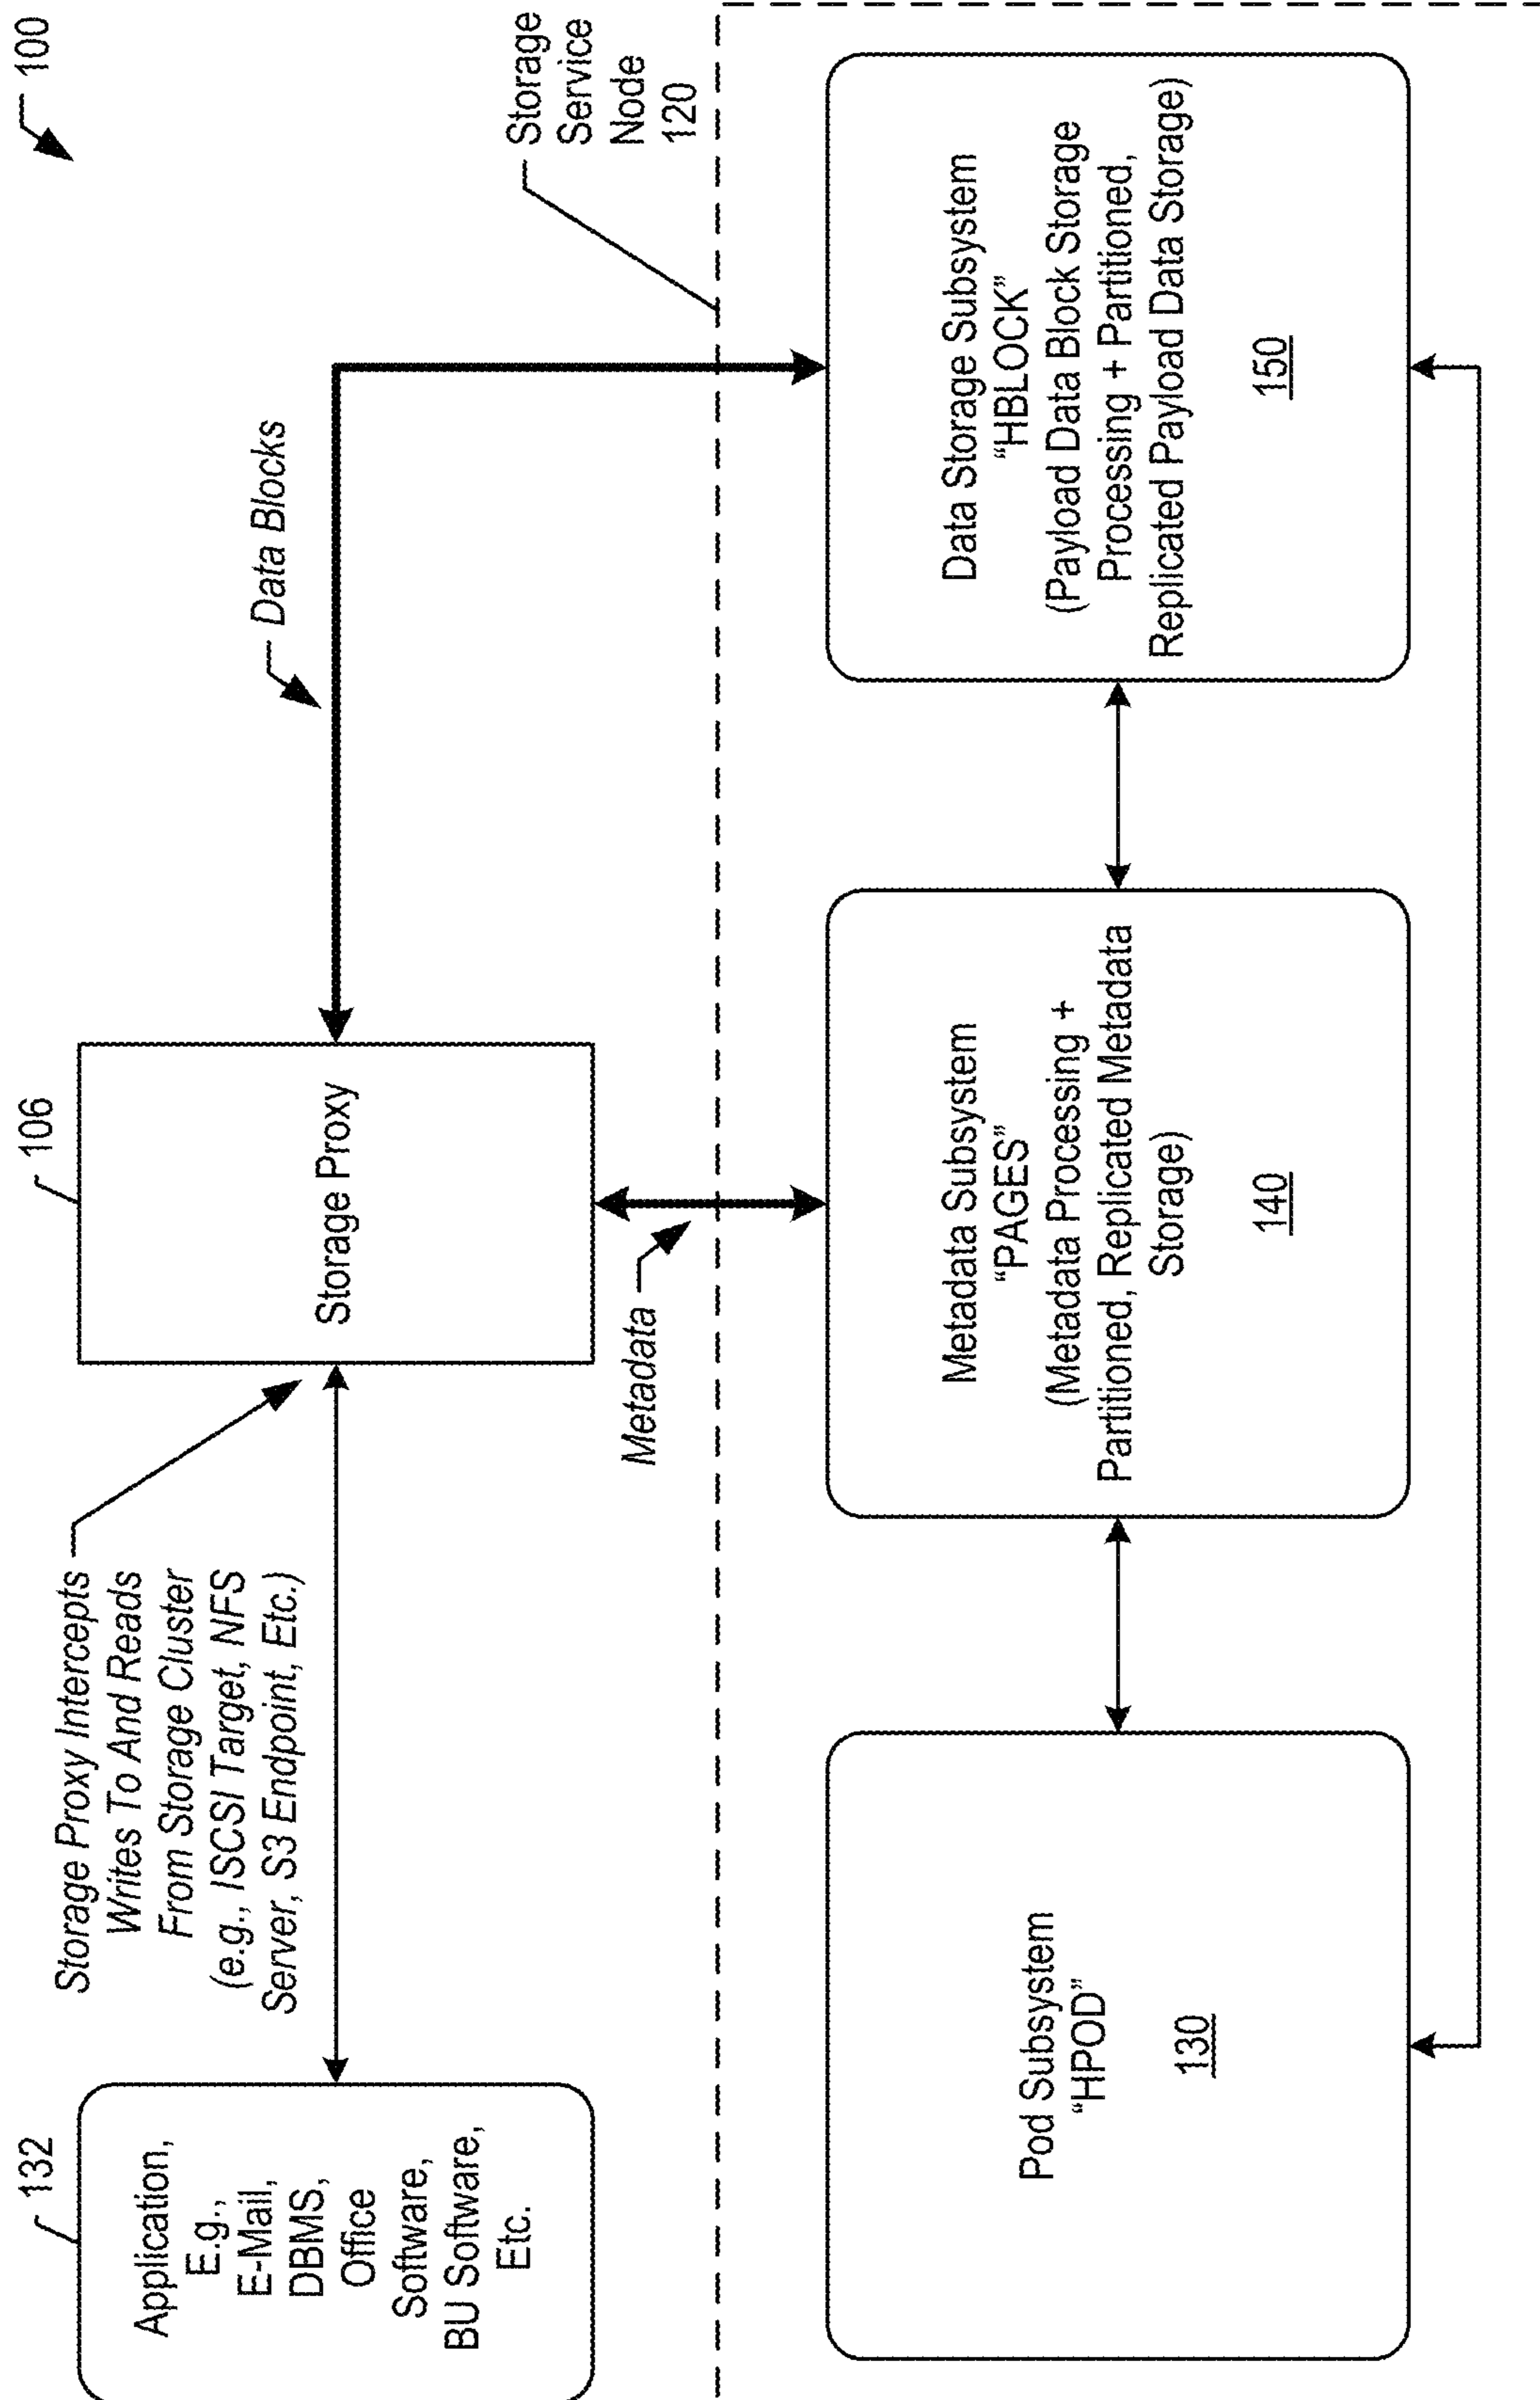 100
132
Application,
E.g.,
E-Mail,
DBMS,
Office
Software,
BU Software,
Etc.
Storage Proxy Intercepts
Writes To And Reads
From Storage Cluster
(e.g., ISCSI Target, NFS
Server, S3 Endpoint, Etc.)
106
Storage Proxy
Data Blocks
Metadata
Storage
Service
Node
120
Pod Subsystem
“HPOD”
130
Metadata Subsystem
“PAGES”
(Metadata Processing +
Partitioned, Replicated Metadata
Storage)
140
Data Storage Subsystem
“HBLOCK”
(Payload Data Block Storage
Processing + Partitioned,
Replicated Payload Data Storage)
150